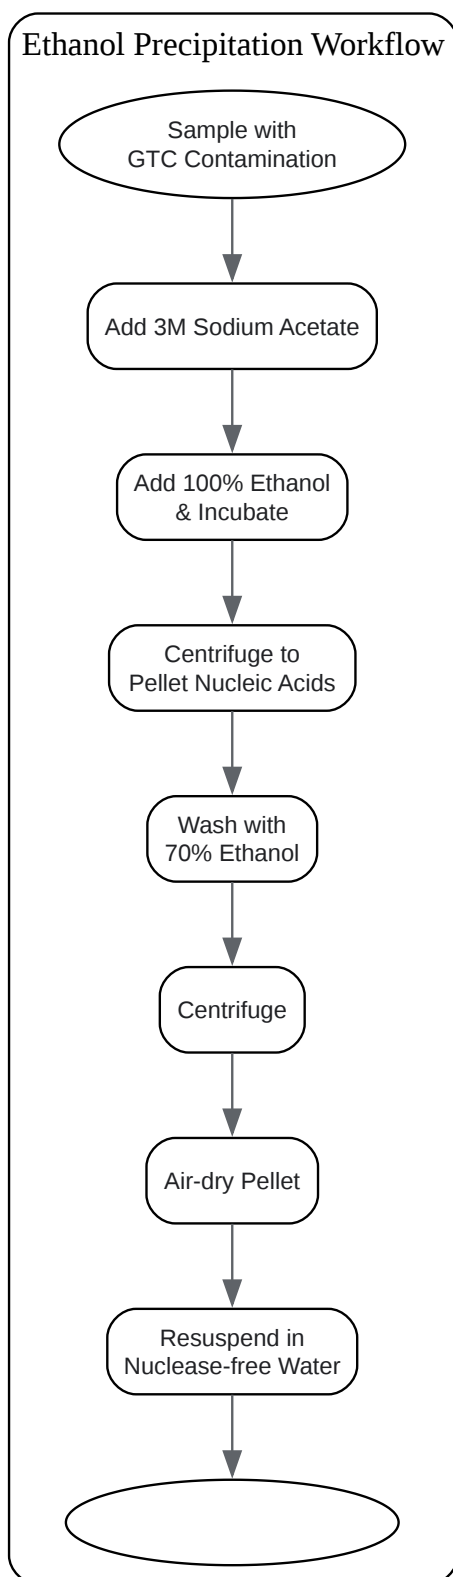 Ethanol Precipitation Workflow
Sample with
GTC Contamination
Add 3M Sodium Acetate
Add 100% Ethanol
& Incubate
Centrifuge to
Pellet Nucleic Acids
Wash with
70% Ethanol
Centrifuge
Air-dry Pellet
Resuspend in
Nuclease-free Water